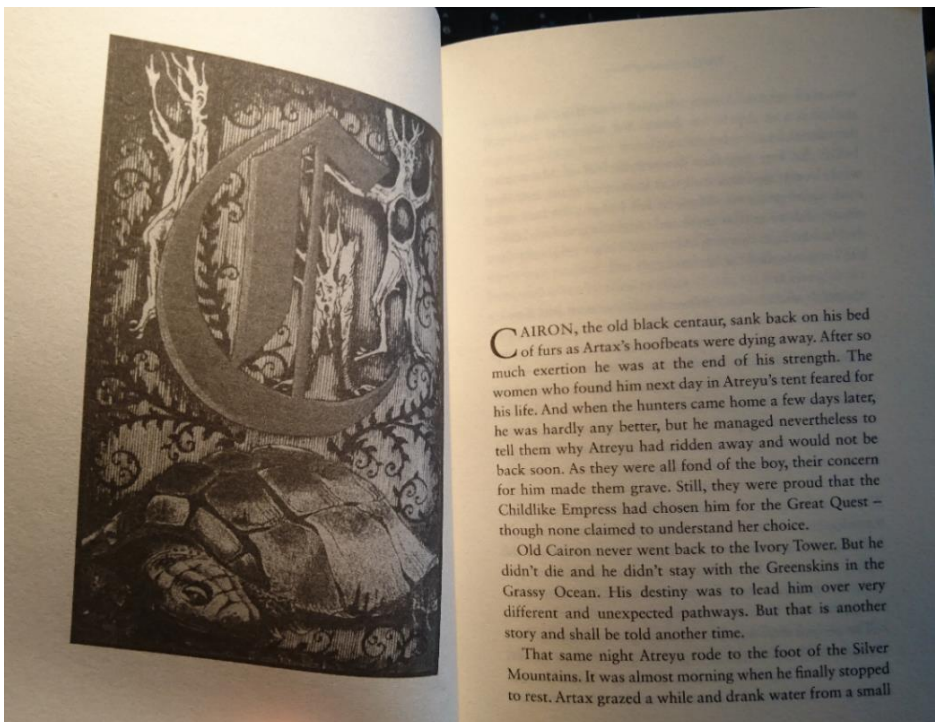 C
CAIRON, the old black centaur, sank back on his bed
of furs as Artax's hoofbeats were dying away. After so
much exertion he was at the end of his strength. The
women who found him next day in Atreyu's tent feared for
his life. And when the hunters came home a few days later,
he was hardly any better, but he managed nevertheless to
tell them why Atreyu had ridden away and would not be
back soon. As they were all fond of the boy, their concern
for him made them grave. Still, they were proud that the
Childlike Empress had chosen him for the Great Quest –
though none claimed to understand her choice.
Old Cairon never went back to the Ivory Tower. But he
didn't die and he didn't stay with the Greenskins in the
Grassy Ocean. His destiny was to lead him over very
different and unexpected pathways. But that is another
story and shall be told another time.
That same night Atreyu rode to the foot of the Silver
Mountains. It was almost morning when he finally stopped
to rest. Artax grazed a while and drank water from a small